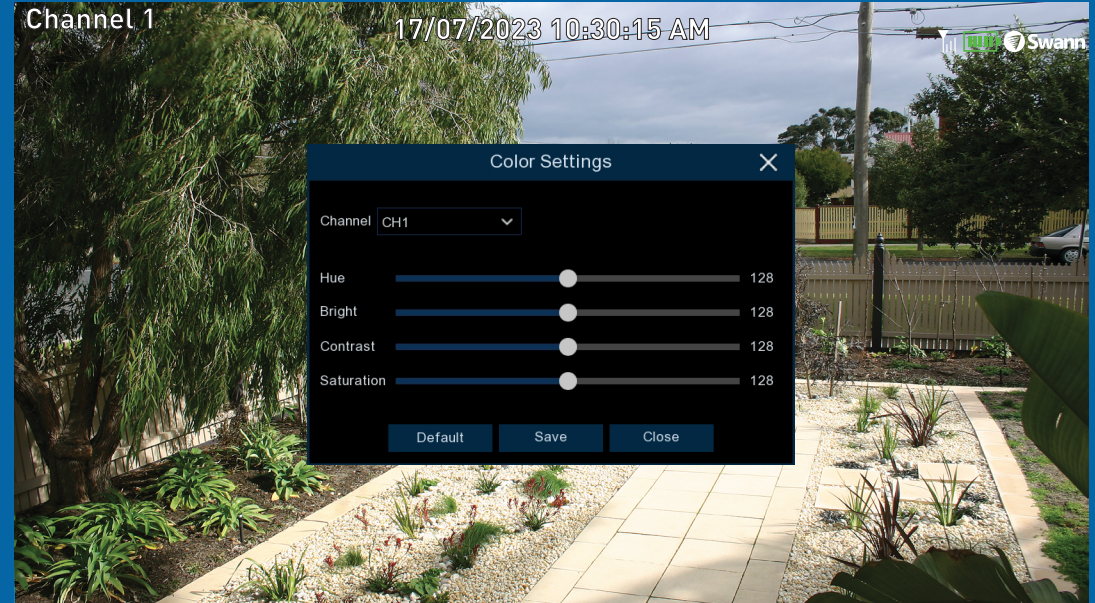 Channel 1
17/07/2023 10:30:15 AM
Swann
Color Settings
Channel CH1
Hue 128
Bright 128
Contrast 128
Saturation 128
Default Save Close